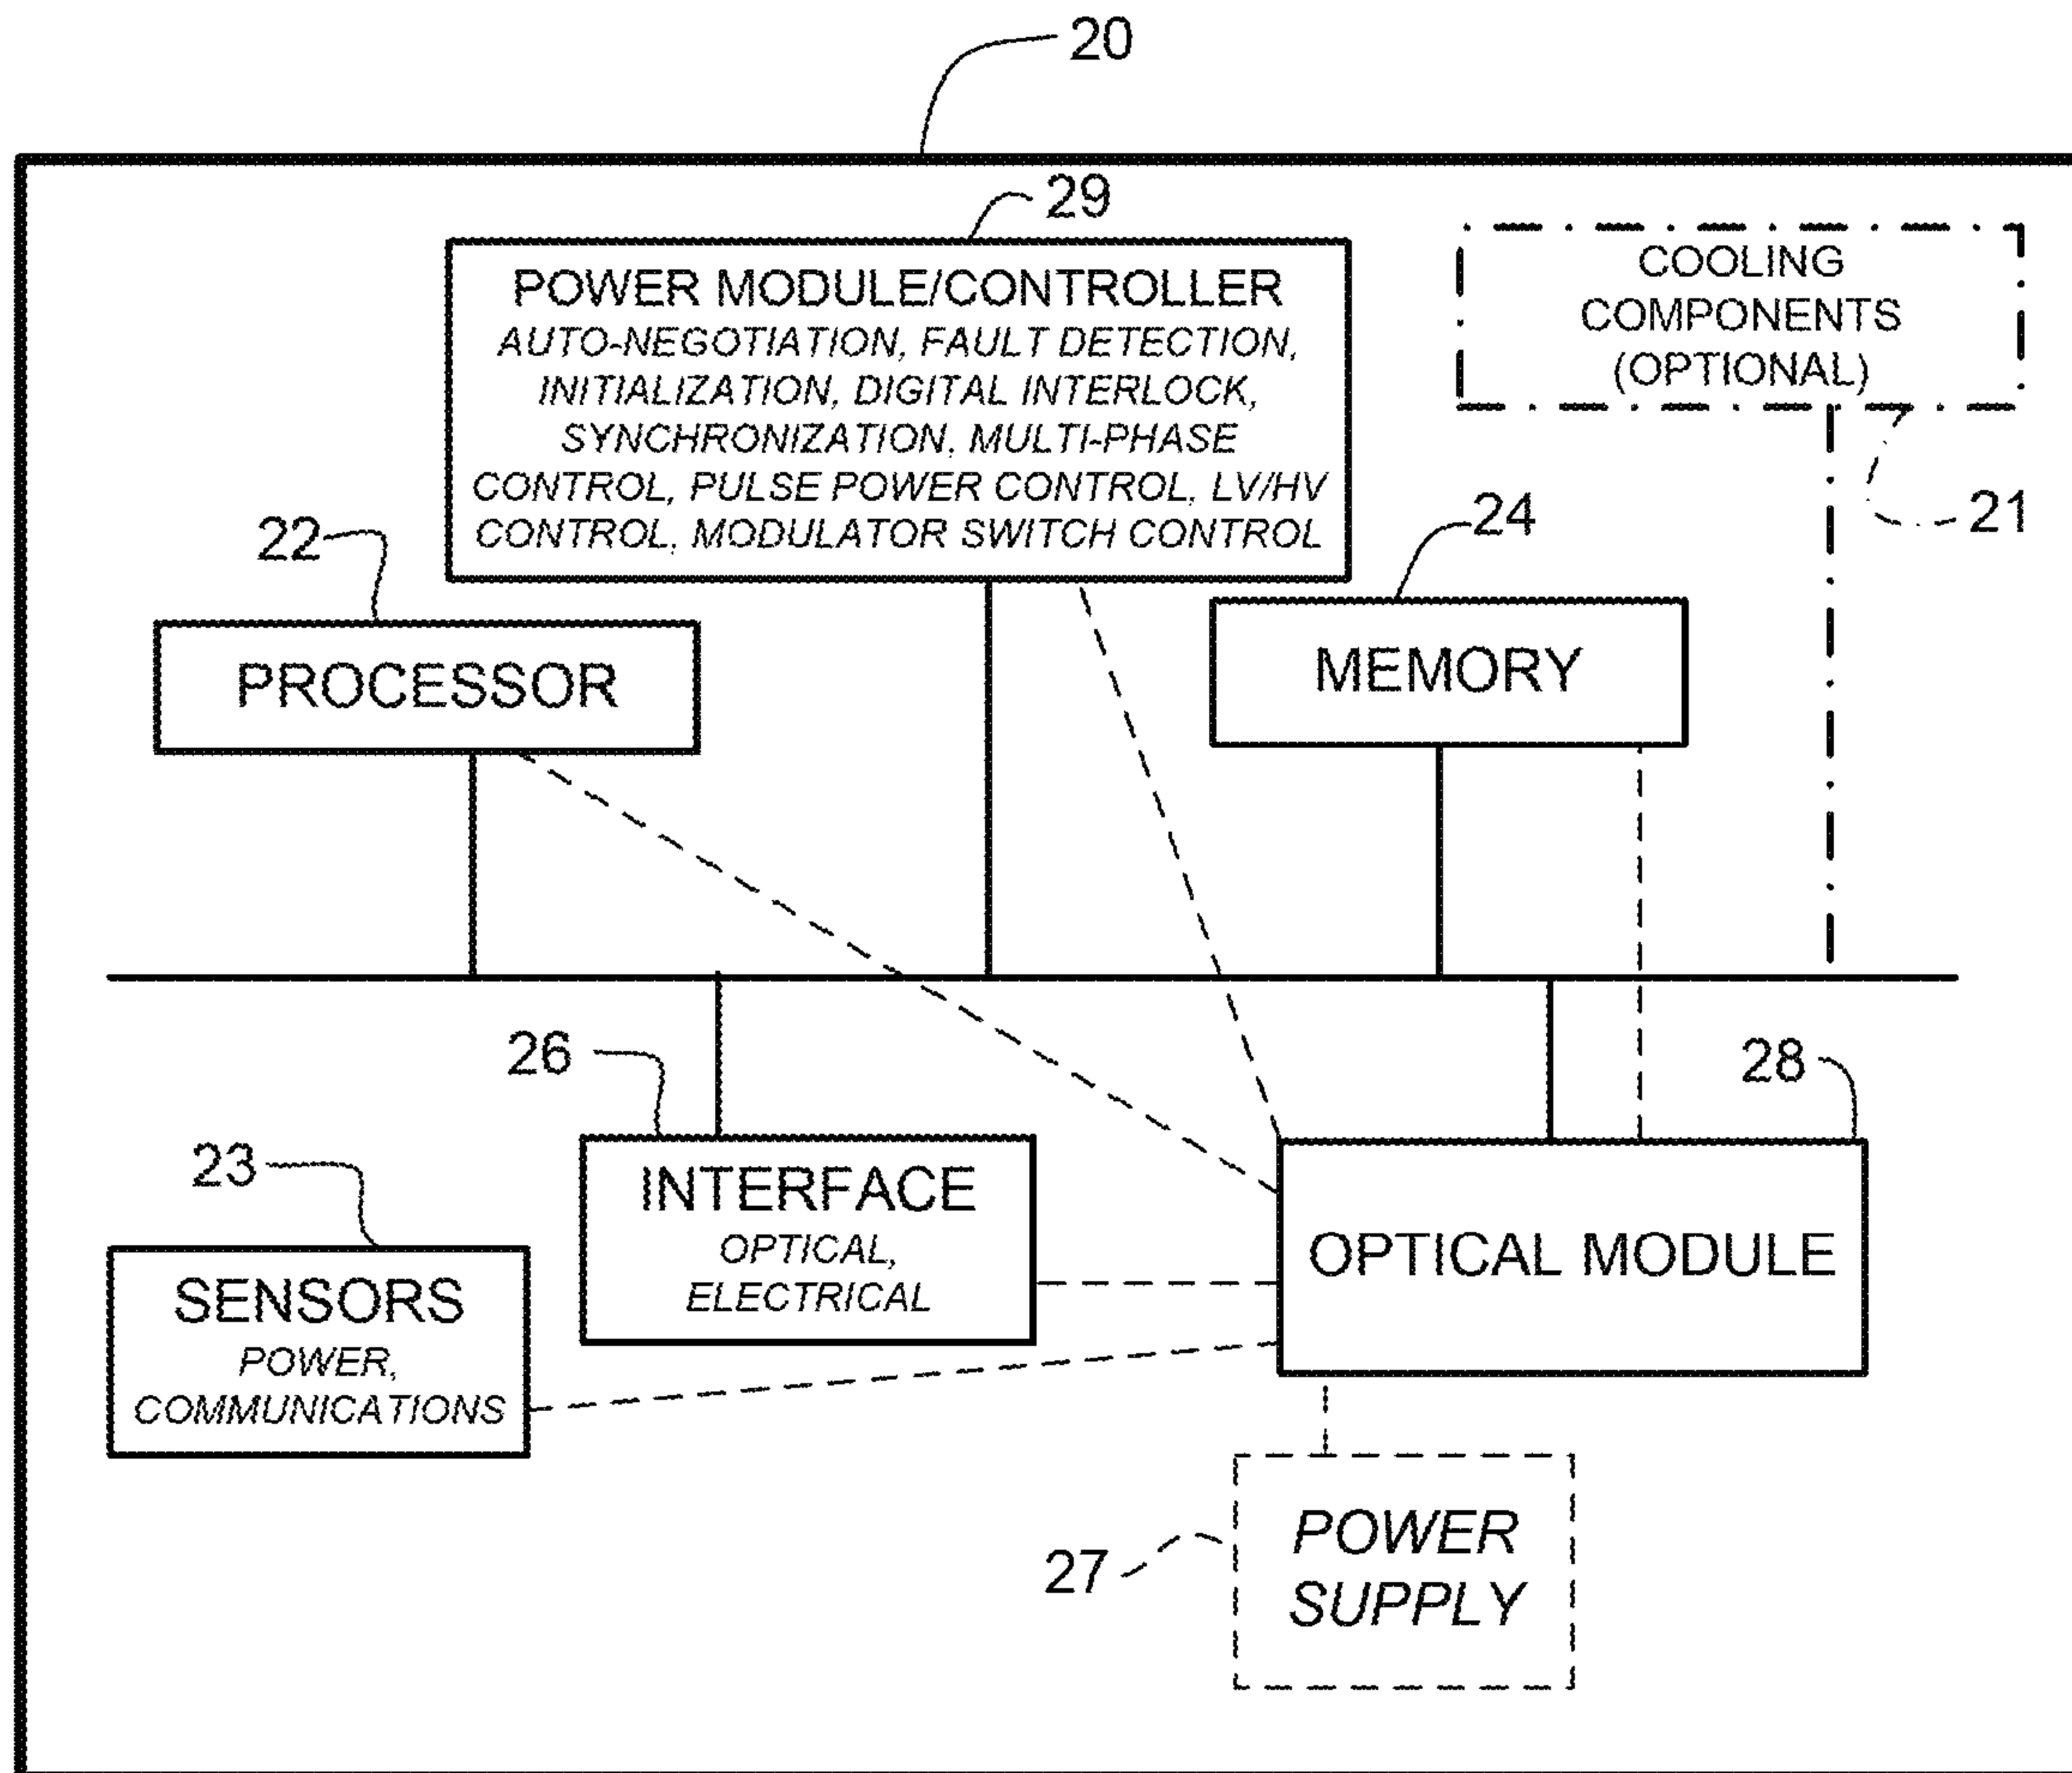 20
29
POWER MODULE/CONTROLLER
AUTO-NEGOTIATION, FAULT DETECTION,
INITIALIZATION, DIGITAL INTERLOCK,
SYNCHRONIZATION, MULTI-PHASE
CONTROL, PULSE POWER CONTROL, LV/HV
CONTROL, MODULATOR SWITCH CONTROL
COOLING
COMPONENTS
(OPTIONAL)
21
22
PROCESSOR
24
MEMORY
26
INTERFACE
OPTICAL,
ELECTRICAL
28
OPTICAL MODULE
23
SENSORS
POWER,
COMMUNICATIONS
27
POWER
SUPPLY